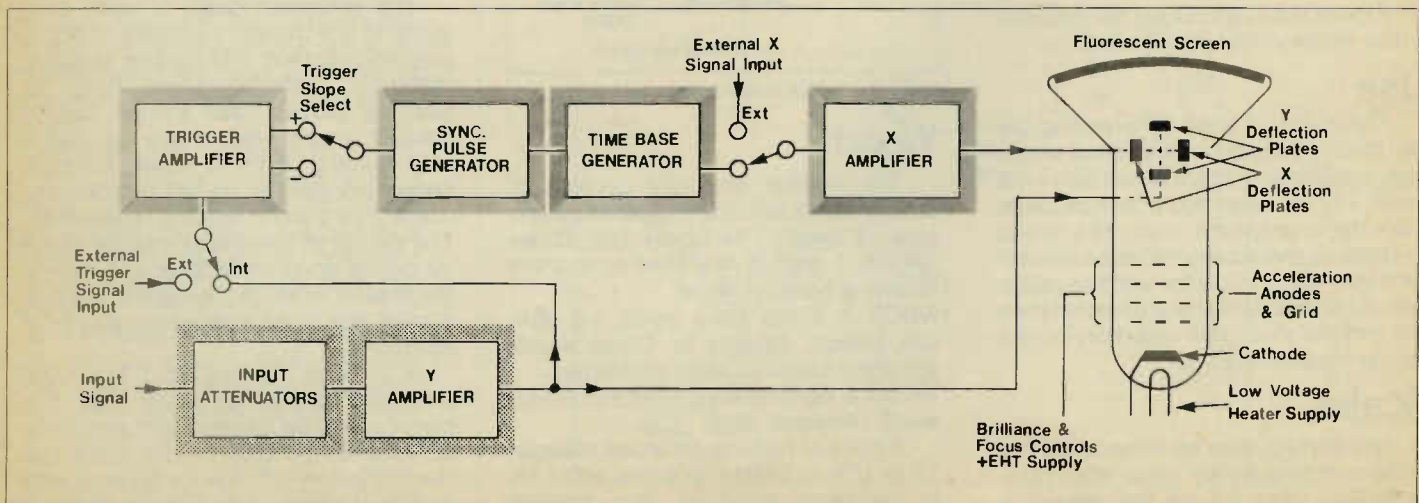 Fluorescent Screen
External X
Signal Input
Trigger
Slope
Select
Ext
+
−
TRIGGER
AMPLIFIER
SYNC.
PULSE
GENERATOR
TIME BASE
GENERATOR
X
AMPLIFIER
Y
Deflection
Plates
X
Deflection
Plates
External
Trigger
Signal
Input
Ext
Int
Acceleration
Anodes
& Grid
Input
Signal
INPUT
ATTENUATORS
Y
AMPLIFIER
Cathode
Low Voltage
Heater Supply
Brilliance &
Focus Controls
+EHT Supply